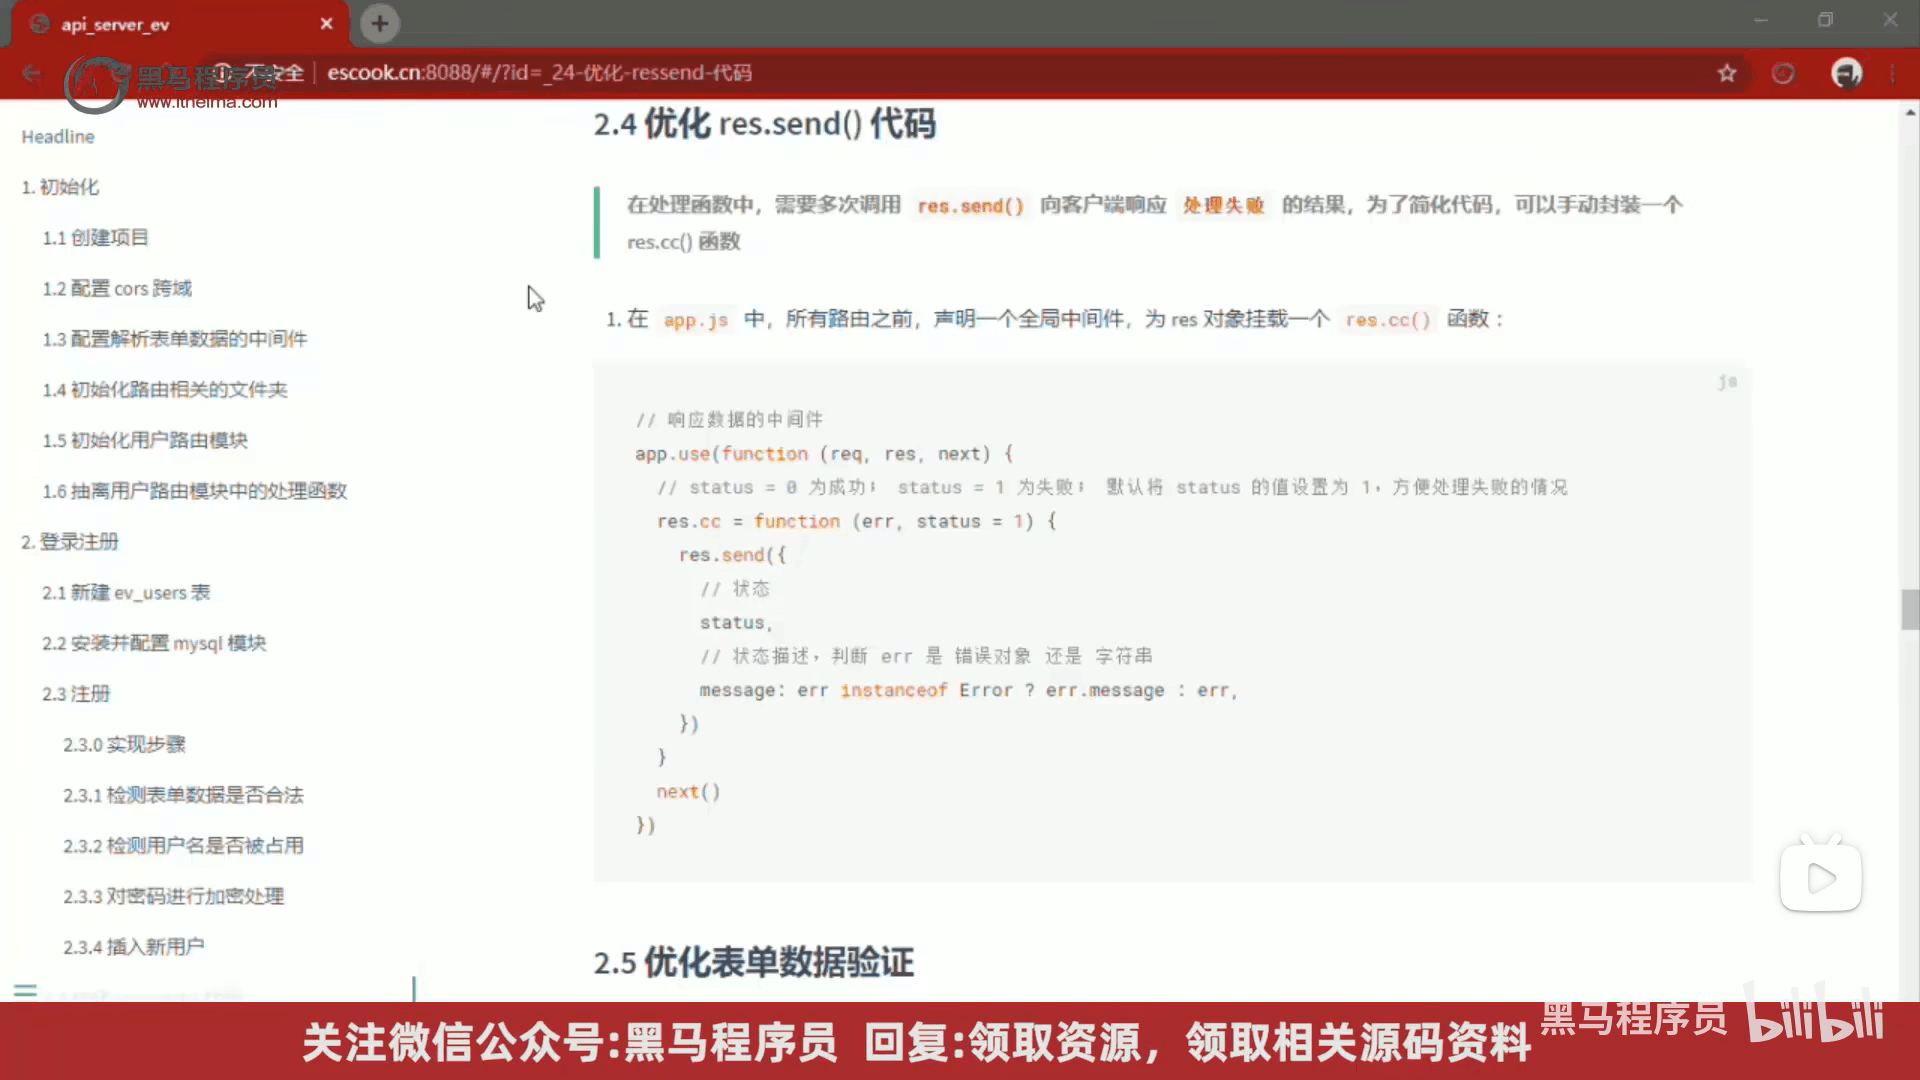 api_server_ev
不安全 escook.cn:8088/#/?id=_24-优化-ressend-代码
黑马程序员
www.itheima.com
Headline
1. 初始化
1.1 创建项目
1.2 配置 cors 跨域
1.3 配置解析表单数据的中间件
1.4 初始化路由相关的文件夹
1.5 初始化用户路由模块
1.6 抽离用户路由模块中的处理函数
2. 登录注册
2.1 新建 ev_users 表
2.2 安装并配置 mysql 模块
2.3 注册
2.3.0 实现步骤
2.3.1 检测表单数据是否合法
2.3.2 检测用户名是否被占用
2.3.3 对密码进行加密处理
2.3.4 插入新用户
2.4 优化 res.send() 代码
在处理函数中，需要多次调用 res.send() 向客户端响应 处理失败 的结果，为了简化代码，可以手动封装一个
res.cc() 函数
1. 在 app.js 中，所有路由之前，声明一个全局中间件，为 res 对象挂载一个 res.cc() 函数：
js
// 响应数据的中间件
app.use(function (req, res, next) {
// status = 0 为成功； status = 1 为失败； 默认将 status 的值设置为 1，方便处理失败的情况
res.cc = function (err, status = 1) {
res.send({
// 状态
status,
// 状态描述，判断 err 是 错误对象 还是 字符串
message: err instanceof Error ? err.message : err,
})
}
next()
})
2.5 优化表单数据验证
关注微信公众号:黑马程序员 回复:领取资源，领取相关源码资料
黑马程序员 bilibili